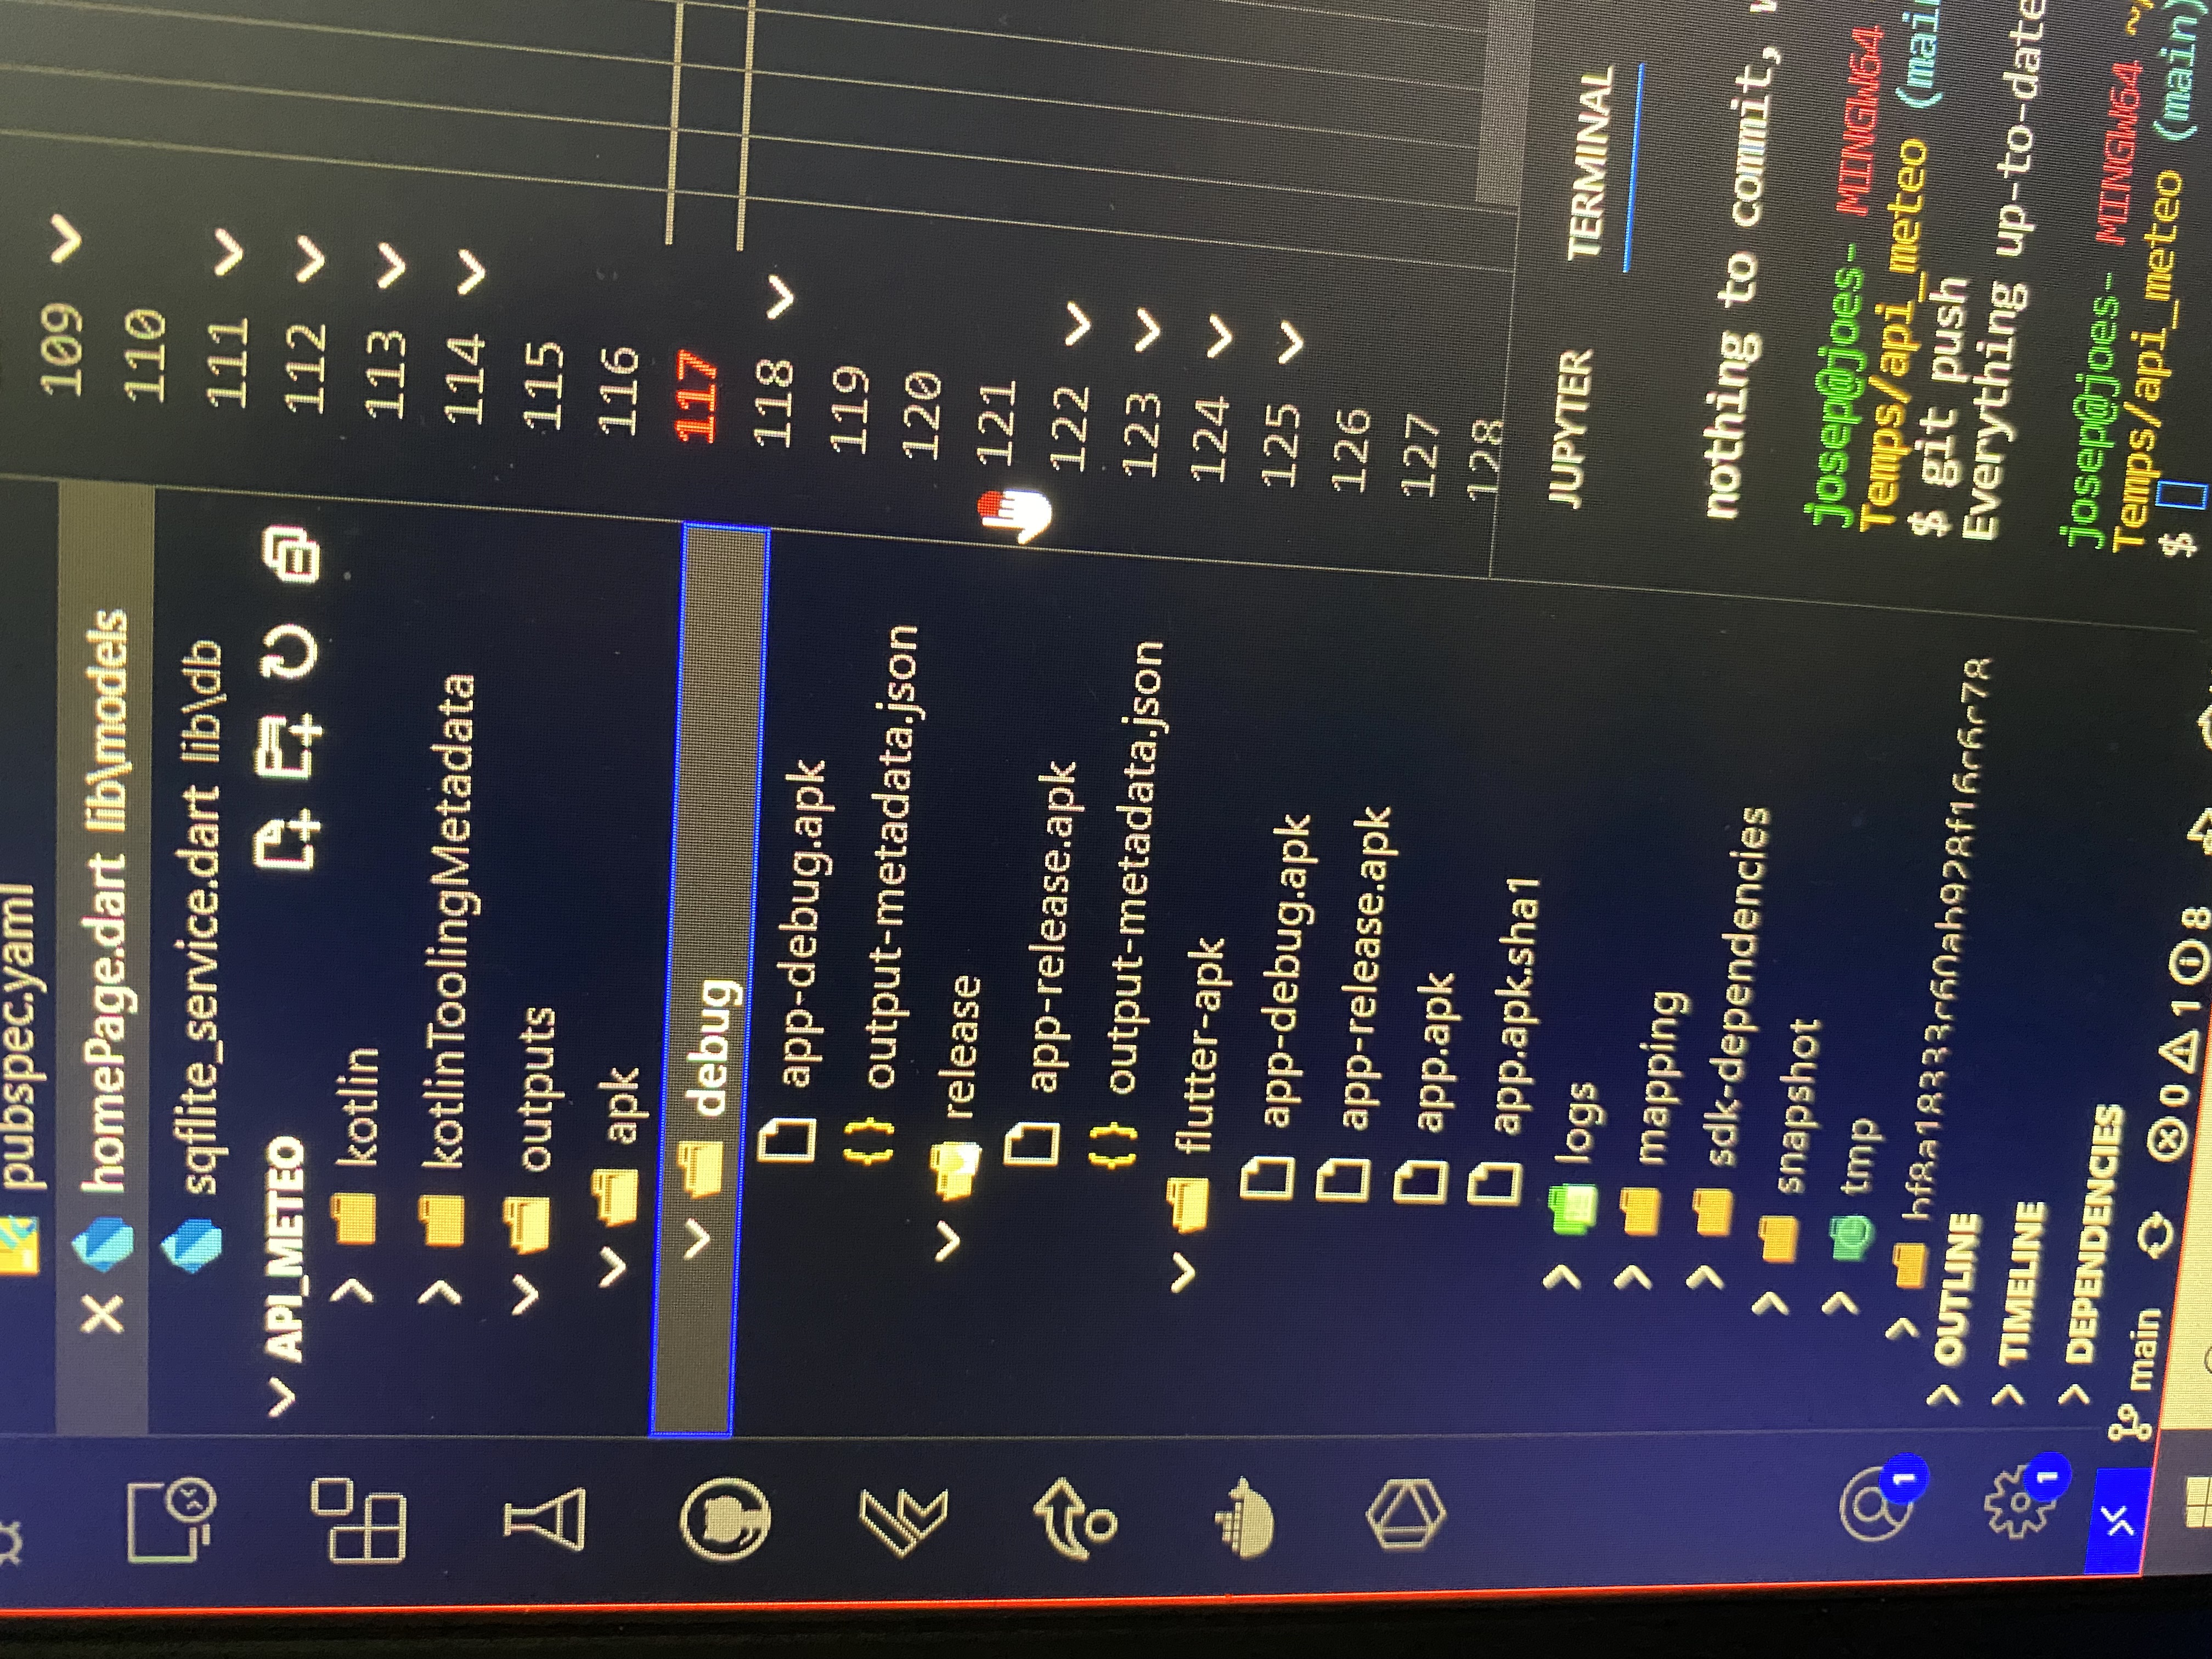 pubspec.yaml
homePage.dart lib\models
sqflite_service.dart lib\db
API_METEO
kotlin
kotlinToolingMetadata
outputs
apk
debug
app-debug.apk
output-metadata.json
release
app-release.apk
output-metadata.json
flutter-apk
app-debug.apk
app-release.apk
app.apk
app.apk.sha1
logs
mapping
sdk-dependencies
snapshot
tmp
bf8a18333c60ab928f16c6c78
OUTLINE
TIMELINE
DEPENDENCIES
1
1
main
0 1 8
109
110
111
112
113
114
115
116
117
118
119
120
121
122
123
124
125
126
127
128
JUPYTER TERMINAL
nothing to commit, w
josep@joes- MINGW64
Temps/api_meteo (main
$ git push
Everything up-to-date
josep@joes- MINGW64 ~/
Temps/api_meteo (main)
$